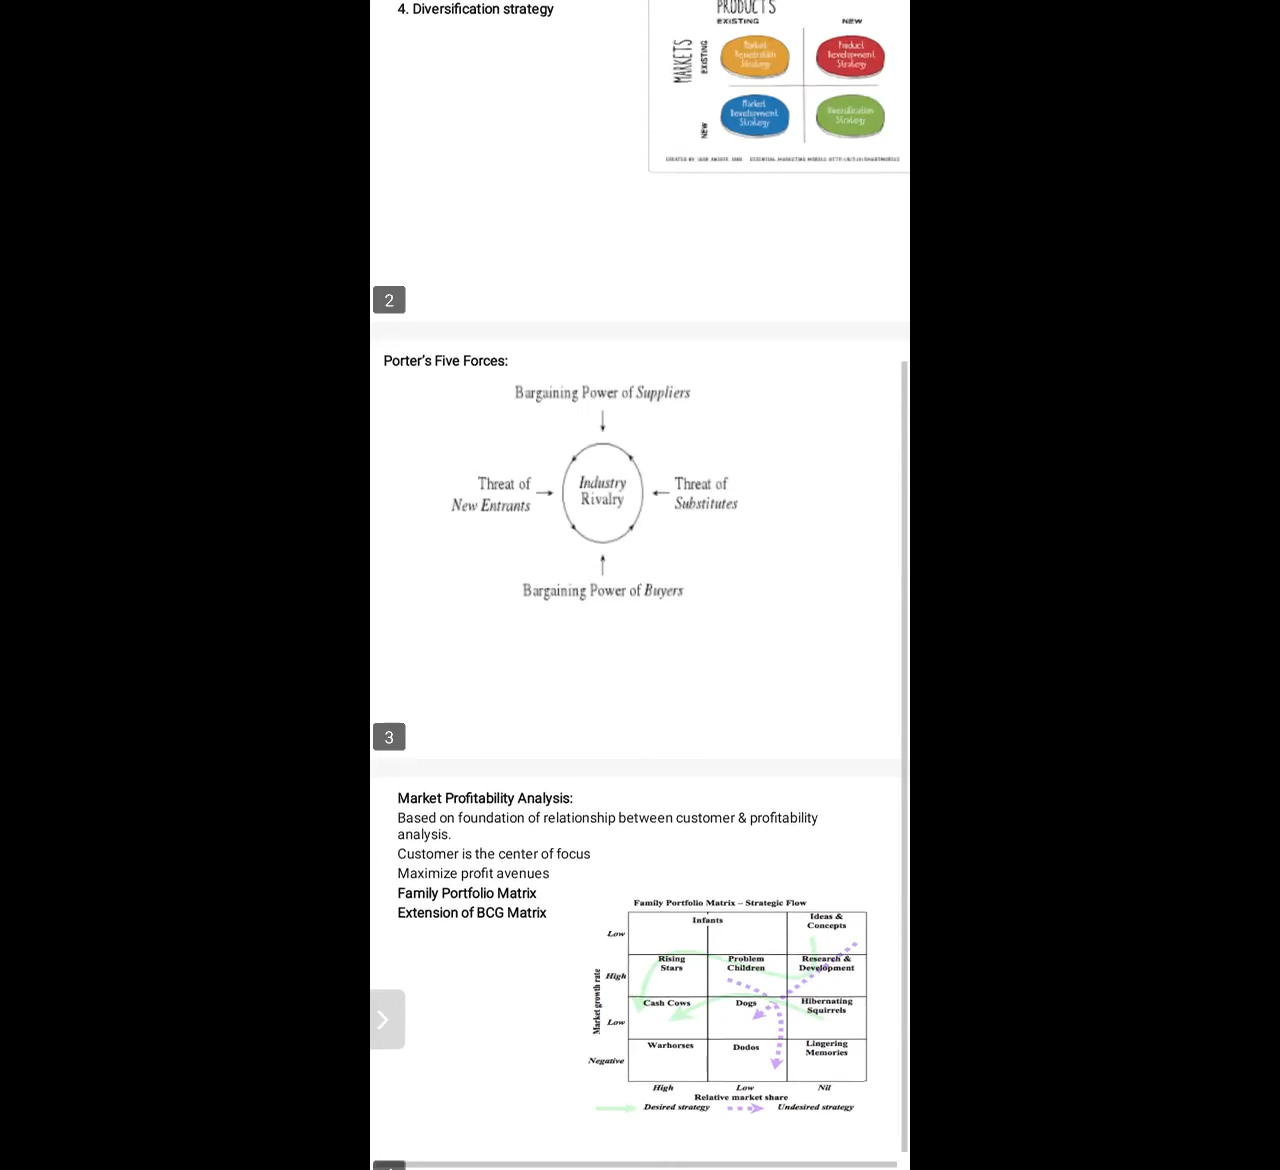 4. Diversification strategy
PRODUCTS
EXISTING
NEW
MARKETS
EXISTING
NEW
Market
Penetration
Strategy
Product
Development
Strategy
Market
Development
Strategy
Diversification
Strategy
2
Porter's Five Forces:
Bargaining Power of Suppliers
Threat of
New Entrants
Industry
Rivalry
Threat of
Substitutes
Bargaining Power of Buyers
3
Market Profitability Analysis:
Based on foundation of relationship between customer & profitability
analysis.
Customer is the center of focus
Maximize profit avenues
Family Portfolio Matrix
Extension of BCG Matrix
Family Portfolio Matrix – Strategic Flow
Infants
Ideas &
Concepts
Low
Rising
Stars
Problem
Children
Research &
Development
High
Market growth rate
Cash Cows
Dogs
Hibernating
Squirrels
Low
Warhorses
Dodos
Lingering
Memories
Negative
High
Low
Nil
Relative market share
Desired strategy
Undesired strategy